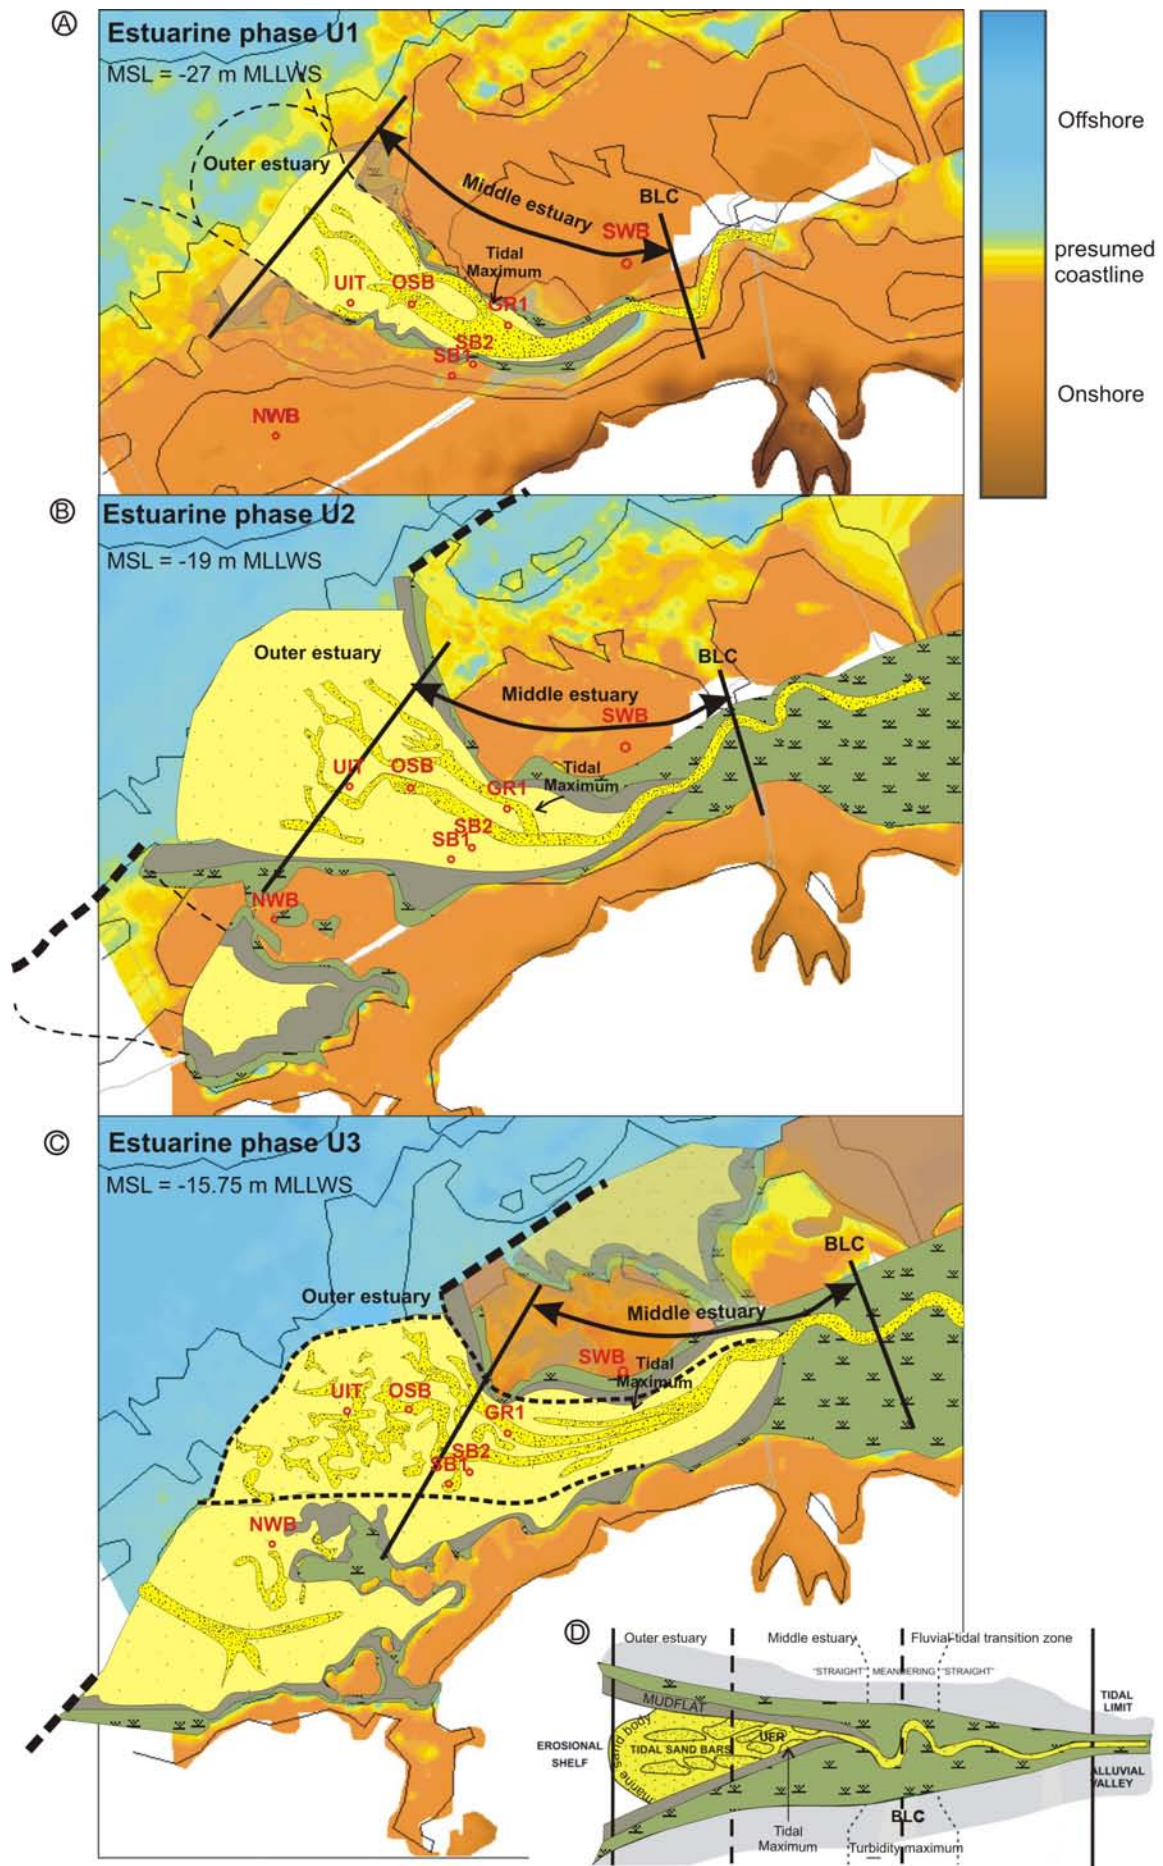 A
Estuarine phase U1
MSL = -27 m MLLWS
Outer estuary
Middle estuary
BLC
SWB
Tidal
Maximum
UIT
OSB
GR1
SB2
SB1
NWB
Offshore
presumed
coastline
Onshore
B
Estuarine phase U2
MSL = -19 m MLLWS
Outer estuary
BLC
Middle estuary
SWB
UIT
OSB
Tidal
Maximum
GR1
SB2
SB1
NWB
C
Estuarine phase U3
MSL = -15.75 m MLLWS
BLC
Outer estuary
Middle estuary
SWB
Tidal
Maximum
UIT
OSB
GR1
SB2
SB1
NWB
D
Outer estuary
Middle estuary
Fluvial-tidal transition zone
"STRAIGHT"
MEANDERING
"STRAIGHT"
MUDFLAT
TIDAL
LIMIT
marine sand body
UFR
TIDAL SAND BARS
EROSIONAL
SHELF
ALLUVIAL
VALLEY
BLC
Tidal
Maximum
Turbidity maximum